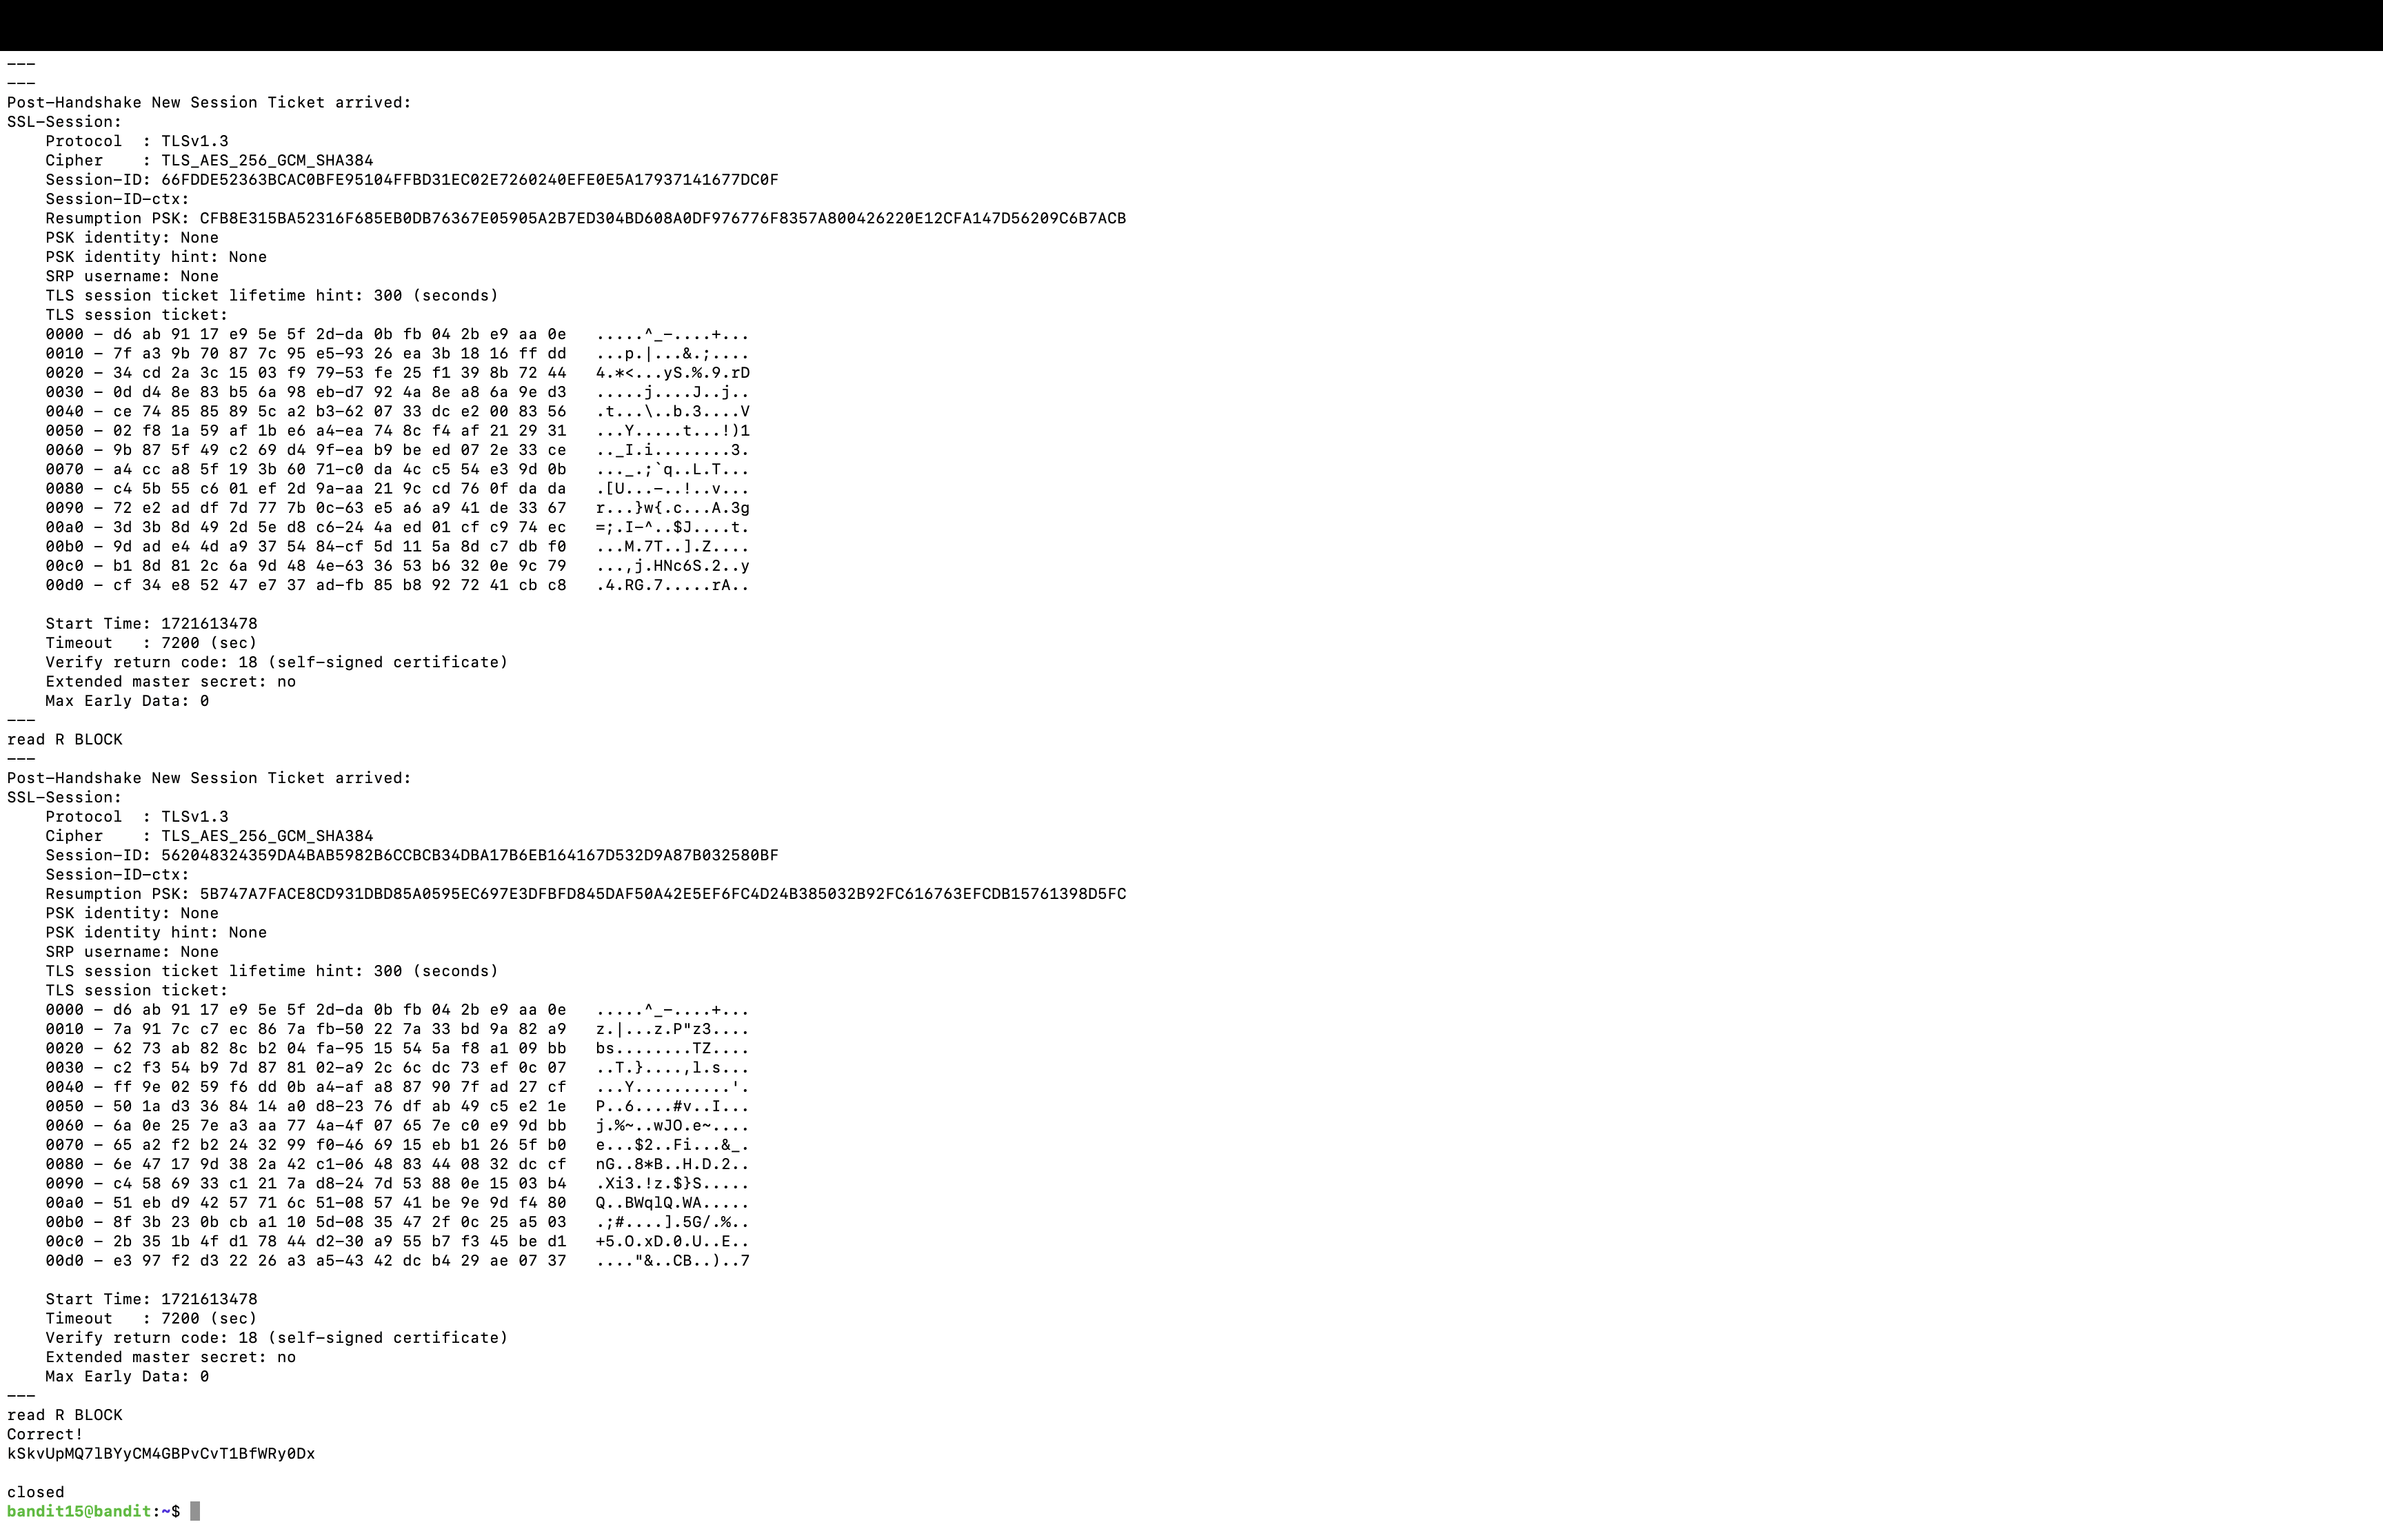 ---
---
Post-Handshake New Session Ticket arrived:
SSL-Session:
    Protocol  : TLSv1.3
    Cipher    : TLS_AES_256_GCM_SHA384
    Session-ID: 66FDDE52363BCAC0BFE95104FFBD31EC02E7260240EFE0E5A17937141677DC0F
    Session-ID-ctx:
    Resumption PSK: CFB8E315BA52316F685EB0DB76367E05905A2B7ED304BD608A0DF976776F8357A800426220E12CFA147D56209C6B7ACB
    PSK identity: None
    PSK identity hint: None
    SRP username: None
    TLS session ticket lifetime hint: 300 (seconds)
    TLS session ticket:
    0000 - d6 ab 91 17 e9 5e 5f 2d-da 0b fb 04 2b e9 aa 0e   .....^_-....+...
    0010 - 7f a3 9b 70 87 7c 95 e5-93 26 ea 3b 18 16 ff dd   ...p.|...&.;....
    0020 - 34 cd 2a 3c 15 03 f9 79-53 fe 25 f1 39 8b 72 44   4.*<...yS.%.9.rD
    0030 - 0d d4 8e 83 b5 6a 98 eb-d7 92 4a 8e a8 6a 9e d3   .....j....J..j..
    0040 - ce 74 85 85 89 5c a2 b3-62 07 33 dc e2 00 83 56   .t...\..b.3....V
    0050 - 02 f8 1a 59 af 1b e6 a4-ea 74 8c f4 af 21 29 31   ...Y.....t...!)1
    0060 - 9b 87 5f 49 c2 69 d4 9f-ea b9 be ed 07 2e 33 ce   .._I.i........3.
    0070 - a4 cc a8 5f 19 3b 60 71-c0 da 4c c5 54 e3 9d 0b   ..._.;`q..L.T...
    0080 - c4 5b 55 c6 01 ef 2d 9a-aa 21 9c cd 76 0f da da   .[U...-..!..v...
    0090 - 72 e2 ad df 7d 77 7b 0c-63 e5 a6 a9 41 de 33 67   r...}w{.c...A.3g
    00a0 - 3d 3b 8d 49 2d 5e d8 c6-24 4a ed 01 cf c9 74 ec   =;.I-^..$J....t.
    00b0 - 9d ad e4 4d a9 37 54 84-cf 5d 11 5a 8d c7 db f0   ...M.7T..].Z....
    00c0 - b1 8d 81 2c 6a 9d 48 4e-63 36 53 b6 32 0e 9c 79   ...,j.HNc6S.2..y
    00d0 - cf 34 e8 52 47 e7 37 ad-fb 85 b8 92 72 41 cb c8   .4.RG.7.....rA..

    Start Time: 1721613478
    Timeout   : 7200 (sec)
    Verify return code: 18 (self-signed certificate)
    Extended master secret: no
    Max Early Data: 0
---
read R BLOCK
---
Post-Handshake New Session Ticket arrived:
SSL-Session:
    Protocol  : TLSv1.3
    Cipher    : TLS_AES_256_GCM_SHA384
    Session-ID: 562048324359DA4BAB5982B6CCBCB34DBA17B6EB164167D532D9A87B032580BF
    Session-ID-ctx:
    Resumption PSK: 5B747A7FACE8CD931DBD85A0595EC697E3DFBFD845DAF50A42E5EF6FC4D24B385032B92FC616763EFCDB15761398D5FC
    PSK identity: None
    PSK identity hint: None
    SRP username: None
    TLS session ticket lifetime hint: 300 (seconds)
    TLS session ticket:
    0000 - d6 ab 91 17 e9 5e 5f 2d-da 0b fb 04 2b e9 aa 0e   .....^_-....+...
    0010 - 7a 91 7c c7 ec 86 7a fb-50 22 7a 33 bd 9a 82 a9   z.|...z.P"z3....
    0020 - 62 73 ab 82 8c b2 04 fa-95 15 54 5a f8 a1 09 bb   bs........TZ....
    0030 - c2 f3 54 b9 7d 87 81 02-a9 2c 6c dc 73 ef 0c 07   ..T.}....,l.s...
    0040 - ff 9e 02 59 f6 dd 0b a4-af a8 87 90 7f ad 27 cf   ...Y..........'.
    0050 - 50 1a d3 36 84 14 a0 d8-23 76 df ab 49 c5 e2 1e   P..6....#v..I...
    0060 - 6a 0e 25 7e a3 aa 77 4a-4f 07 65 7e c0 e9 9d bb   j.%~..wJO.e~....
    0070 - 65 a2 f2 b2 24 32 99 f0-46 69 15 eb b1 26 5f b0   e...$2..Fi...&_.
    0080 - 6e 47 17 9d 38 2a 42 c1-06 48 83 44 08 32 dc cf   nG..8*B..H.D.2..
    0090 - c4 58 69 33 c1 21 7a d8-24 7d 53 88 0e 15 03 b4   .Xi3.!z.$}S.....
    00a0 - 51 eb d9 42 57 71 6c 51-08 57 41 be 9e 9d f4 80   Q..BWqlQ.WA.....
    00b0 - 8f 3b 23 0b cb a1 10 5d-08 35 47 2f 0c 25 a5 03   .;#....].5G/.%..
    00c0 - 2b 35 1b 4f d1 78 44 d2-30 a9 55 b7 f3 45 be d1   +5.O.xD.0.U..E..
    00d0 - e3 97 f2 d3 22 26 a3 a5-43 42 dc b4 29 ae 07 37   ...."&..CB..)..7

    Start Time: 1721613478
    Timeout   : 7200 (sec)
    Verify return code: 18 (self-signed certificate)
    Extended master secret: no
    Max Early Data: 0
---
read R BLOCK
Correct!
kSkvUpMQ7lBYyCM4GBPvCvT1BfWRy0Dx

closed
bandit15@bandit:~$